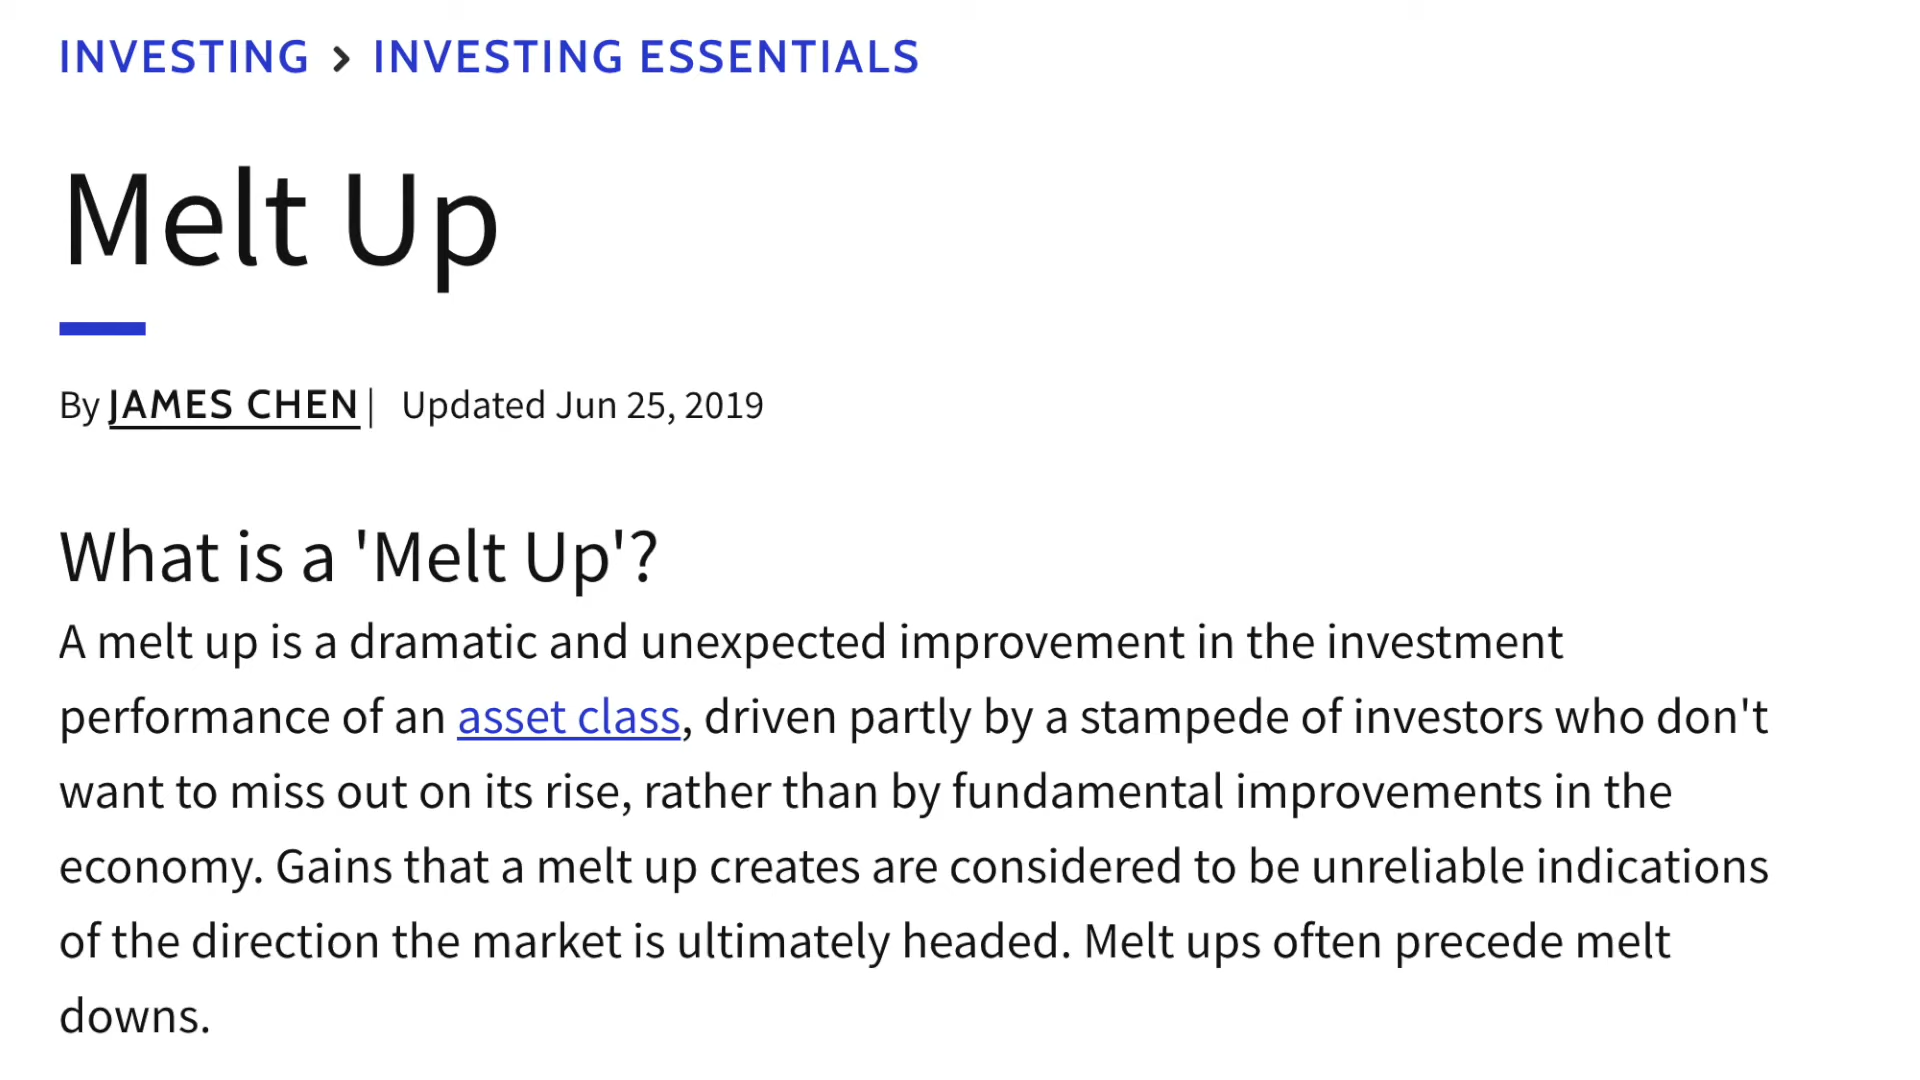 INVESTING > INVESTING ESSENTIALS
Melt Up
By JAMES CHEN | Updated Jun 25, 2019
What is a 'Melt Up'?
A melt up is a dramatic and unexpected improvement in the investment
performance of an asset class, driven partly by a stampede of investors who don't
want to miss out on its rise, rather than by fundamental improvements in the
economy. Gains that a melt up creates are considered to be unreliable indications
of the direction the market is ultimately headed. Melt ups often precede melt
downs.